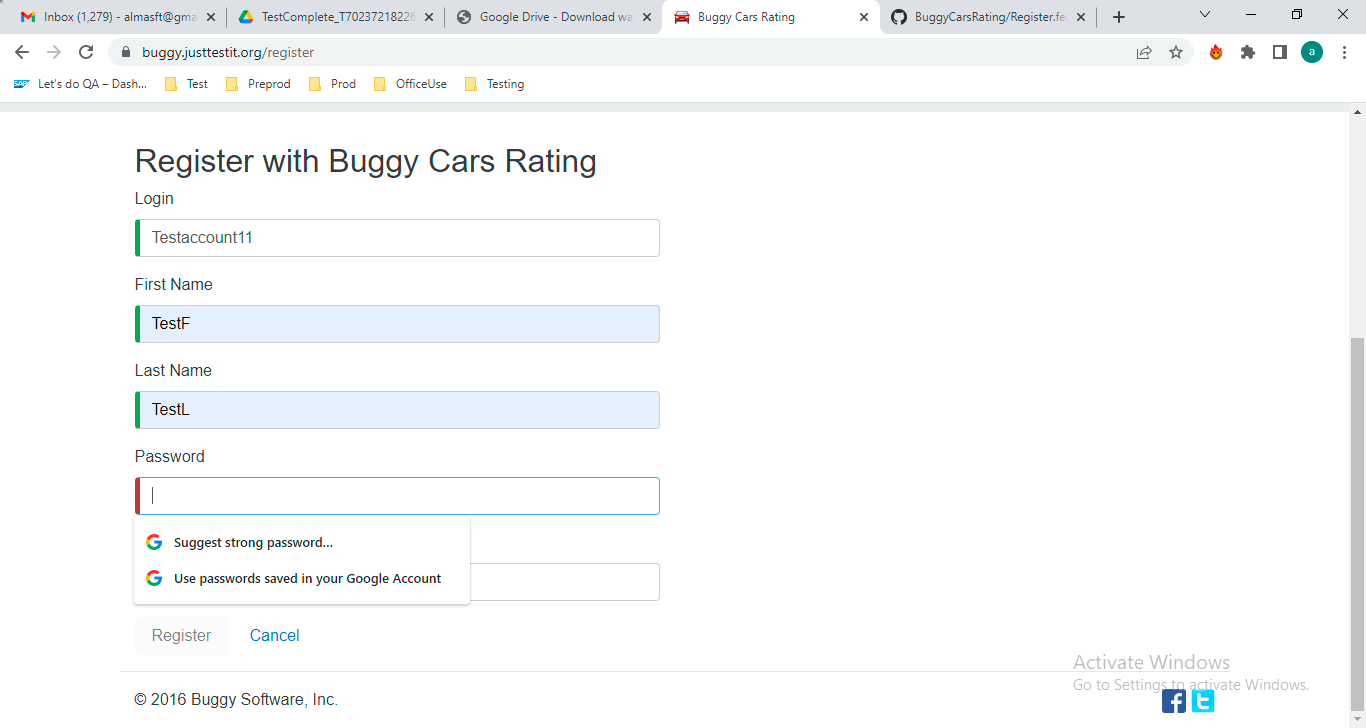 Inbox (1,279) - almasft@gma
TestComplete_T70237218226
Google Drive - Download wa
Buggy Cars Rating
BuggyCarsRating/Register.fe
buggy.justtestit.org/register
a
Let's do QA – Dash...
Test
Preprod
Prod
OfficeUse
Testing
Register with Buggy Cars Rating
Login
Testaccount11
First Name
TestF
Last Name
TestL
Password
Suggest strong password...
Use passwords saved in your Google Account
Register
Cancel
Activate Windows
Go to Settings to activate Windows.
© 2016 Buggy Software, Inc.